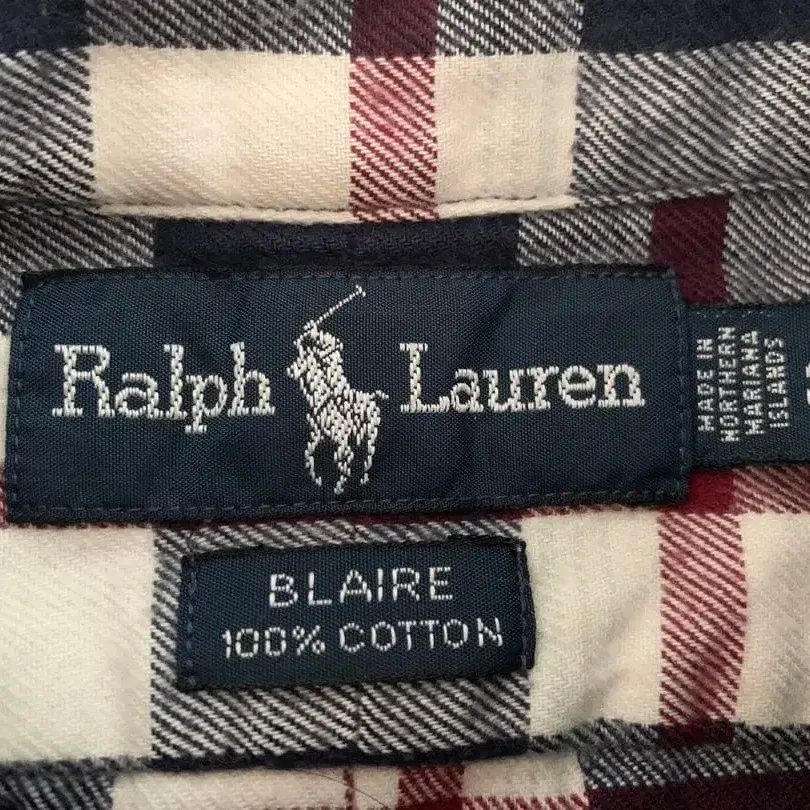 Ralph Lauren
MADE IN
NORTHERN
MARIANA
ISLANDS
BLAIRE
100% COTTON